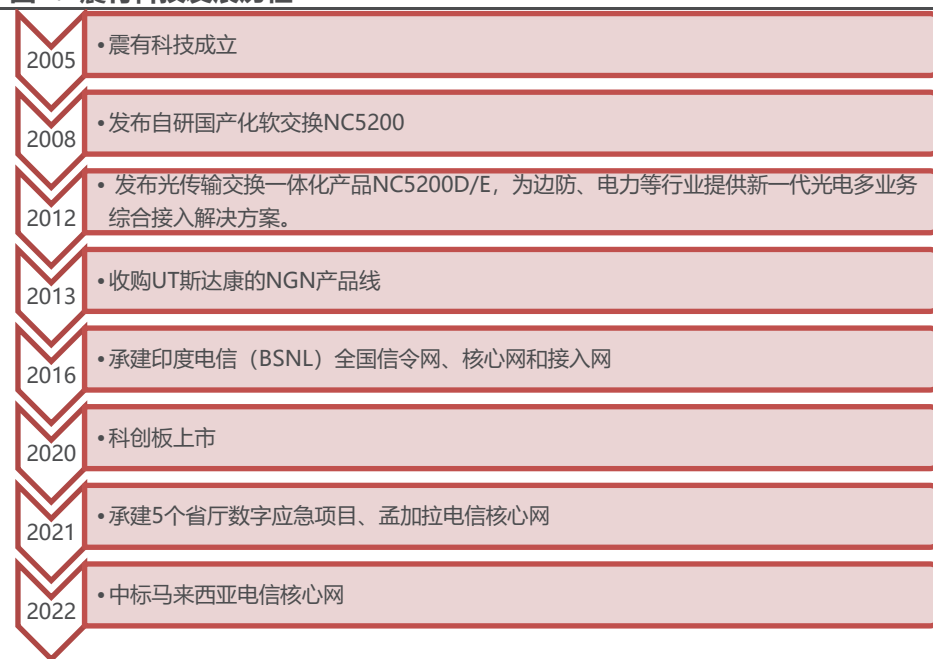 2005
•震有科技成立
2008
•发布自研国产化软交换NC5200
2012
• 发布光传输交换一体化产品NC5200D/E，为边防、电力等行业提供新一代光电多业务
综合接入解决方案。
2013
•收购UT斯达康的NGN产品线
2016
•承建印度电信（BSNL）全国信令网、核心网和接入网
2020
•科创板上市
2021
•承建5个省厅数字应急项目、孟加拉电信核心网
2022
•中标马来西亚电信核心网